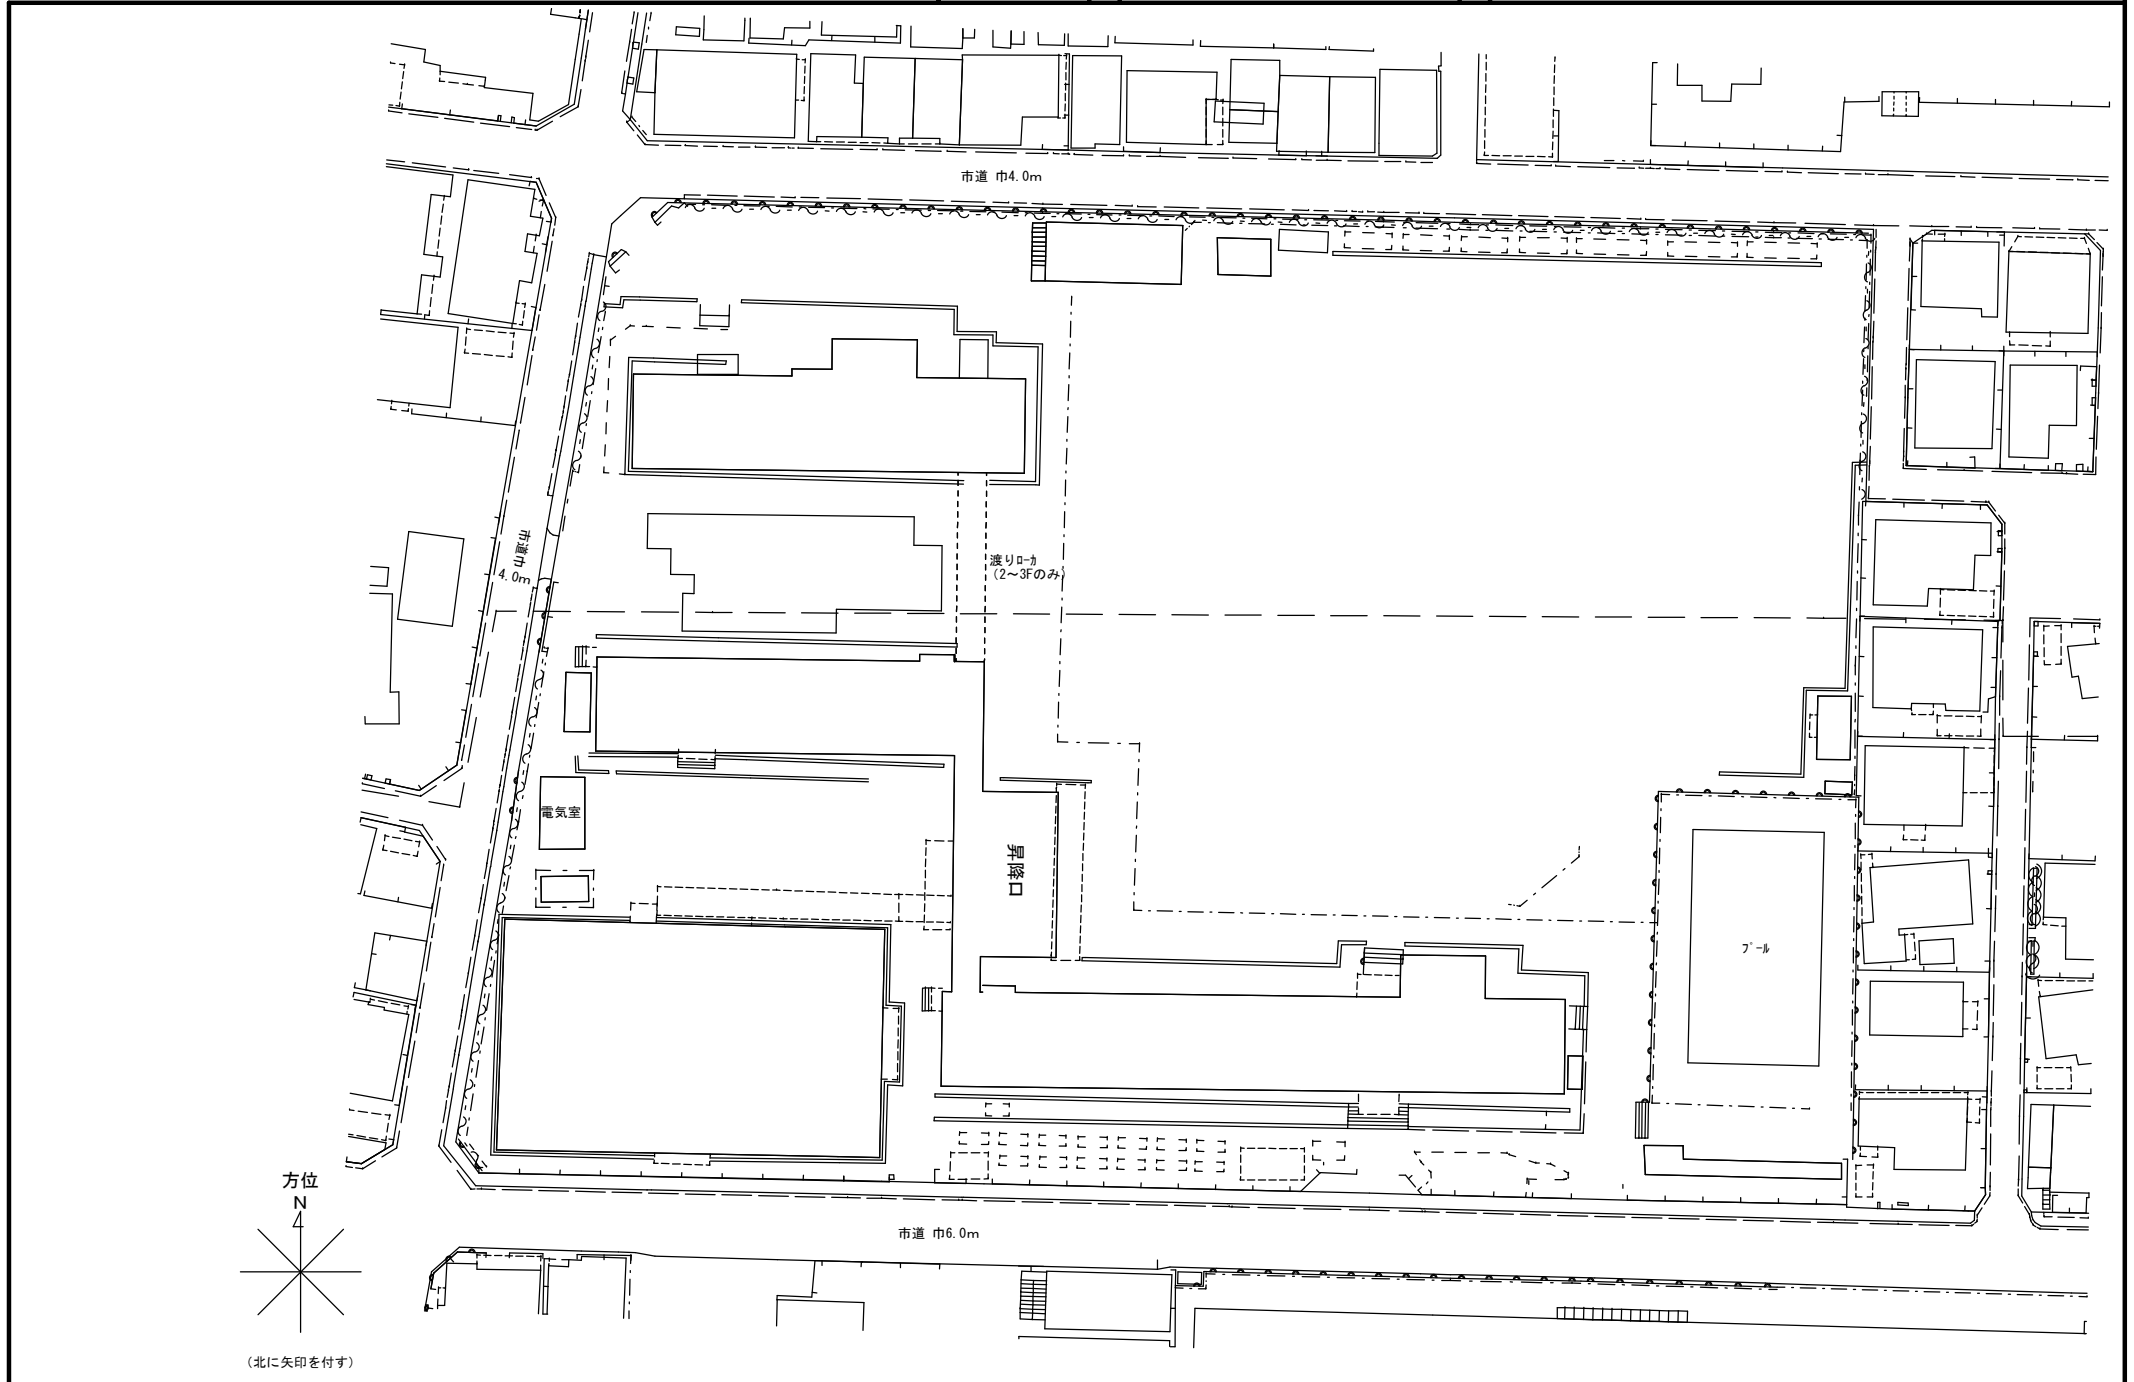 市道 巾4.0m
市道巾
4.0m
渡りﾛｰｶ
(2～3Fのみ)
電気室
昇降口
ﾌﾟｰﾙ
方位
N
市道 巾6.0m
(北に矢印を付す)